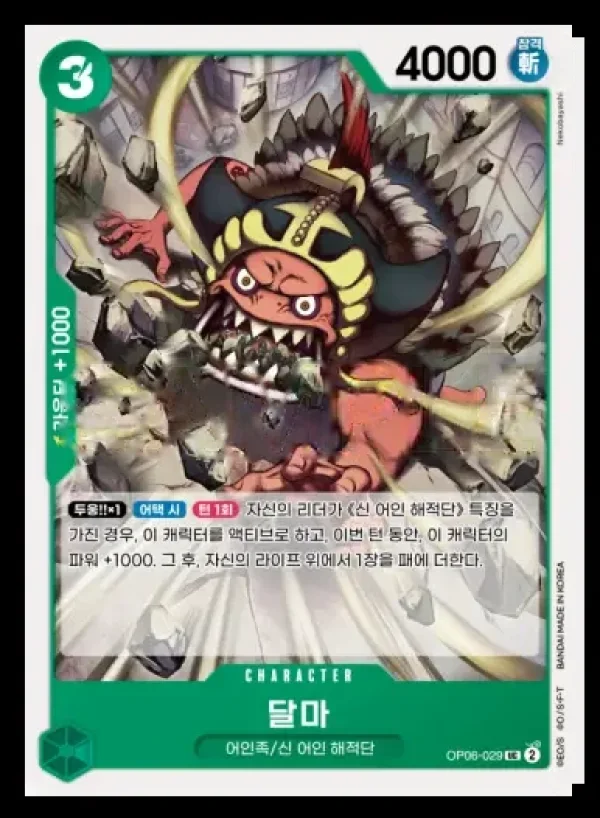 3
4000
참격
斬
Nekobayashi
카운터 +1000
두웅!!×1 어택 시 턴 1회 자신의 리더가 《신 어인 해적단》 특징을
가진 경우, 이 캐릭터를 액티브로 하고, 이번 턴 동안, 이 캐릭터의
파워 +1000. 그 후, 자신의 라이프 위에서 1장을 패에 더한다.
CHARACTER
달마
어인족/신 어인 해적단
OP06-029 UC 2
©EO/S ©O/S·F·T BANDAI MADE IN KOREA